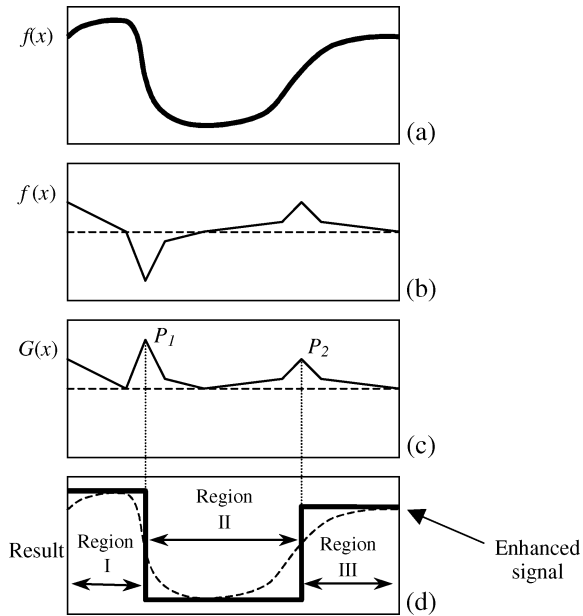 f(x)
(a)
f (x)
(b)
G(x)
P1
P2
(c)
Region
II
Result
Region
I
Region
III
(d)
Enhanced
signal